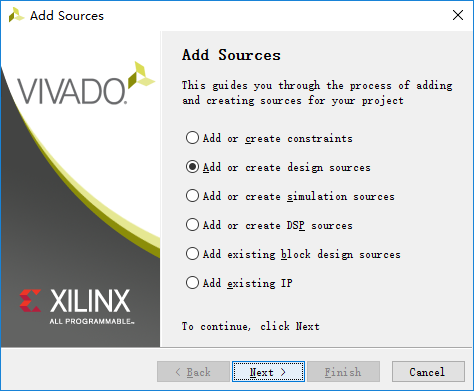 Add Sources
VIVADO.
XILINX
ALL PROGRAMMABLE™
Add Sources
This guides you through the process of adding
and creating sources for your project
Add or create constraints
Add or create design sources
Add or create simulation sources
Add or create DSP sources
Add existing block design sources
Add existing IP
To continue, click Next
< Back
Next >
Finish
Cancel